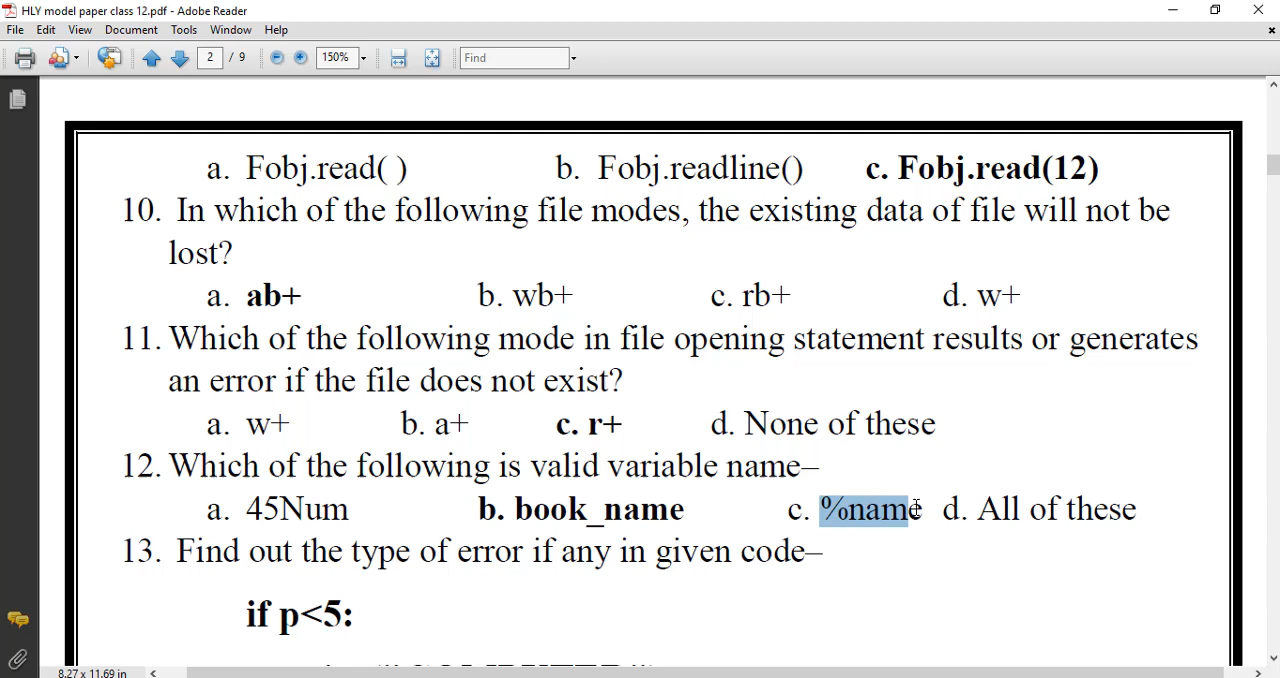 HLY model paper class 12.pdf - Adobe Reader
File Edit View Document Tools Window Help
2 / 9 150% Find
a. Fobj.read( ) b. Fobj.readline() c. Fobj.read(12)
10. In which of the following file modes, the existing data of file will not be
lost?
a. ab+ b. wb+ c. rb+ d. w+
11. Which of the following mode in file opening statement results or generates
an error if the file does not exist?
a. w+ b. a+ c. r+ d. None of these
12. Which of the following is valid variable name–
a. 45Num b. book_name c. %name d. All of these
13. Find out the type of error if any in given code–
if p<5:
8.27 x 11.69 in